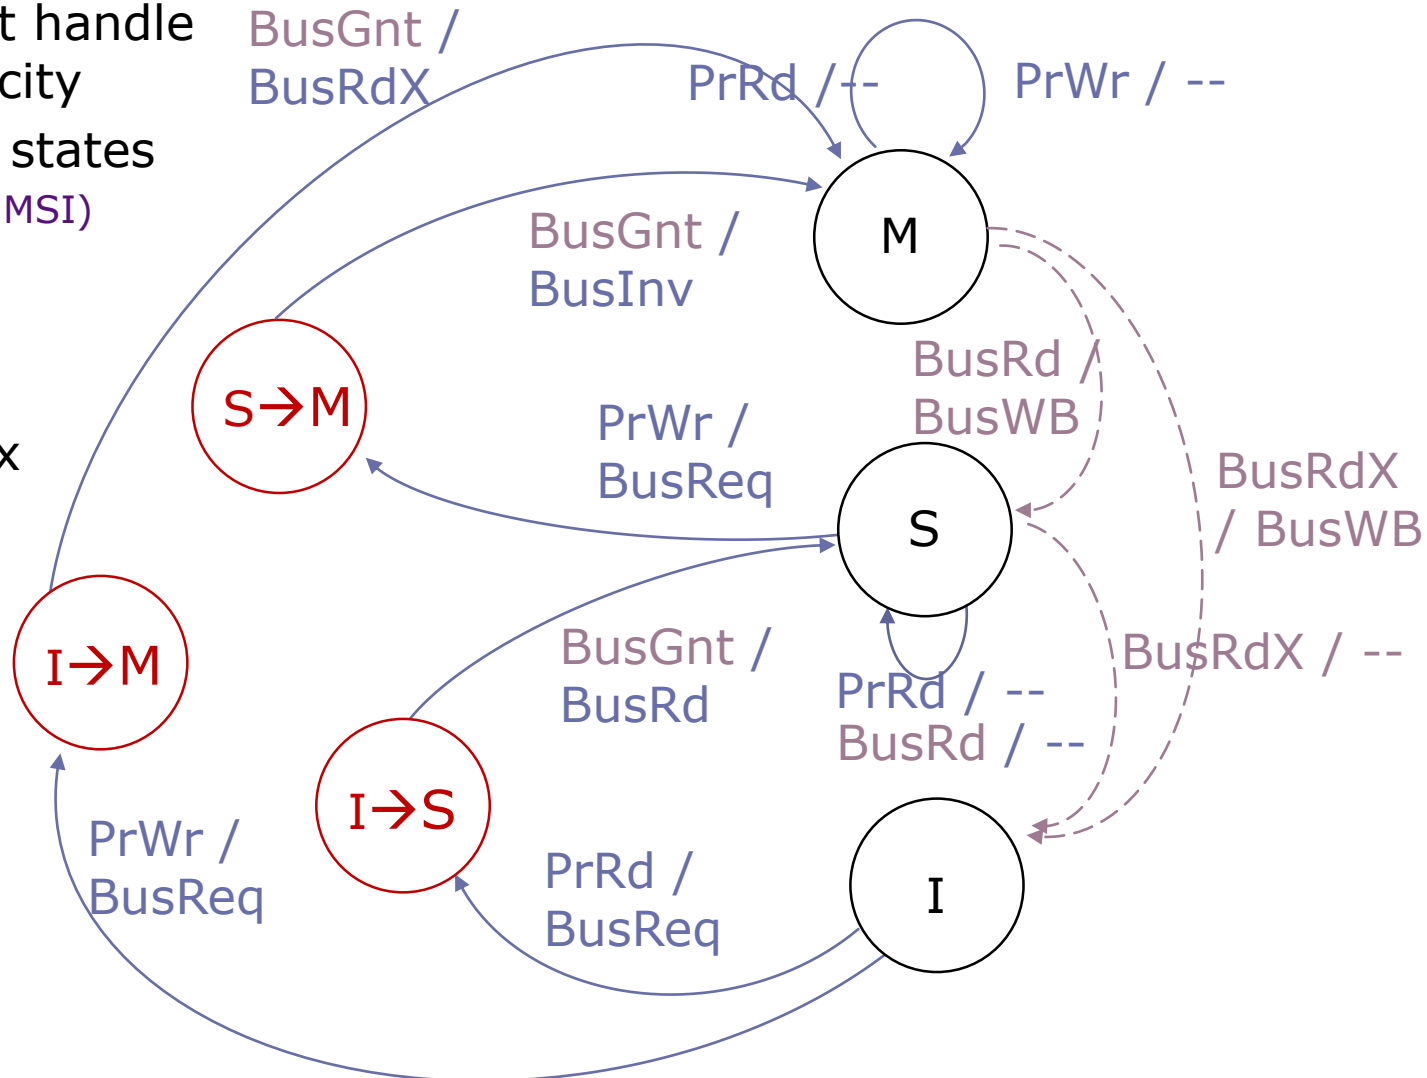 t handle
city
states
MSI)
x
BusGnt /
BusRdX
PrRd /--
PrWr / --
M
BusGnt /
BusInv
S→M
BusRd /
BusWB
PrWr /
BusReq
BusRdX
/ BusWB
S
I→M
BusGnt /
BusRd
PrRd / --
BusRd / --
BusRdX / --
I→S
PrWr /
BusReq
PrRd /
BusReq
I